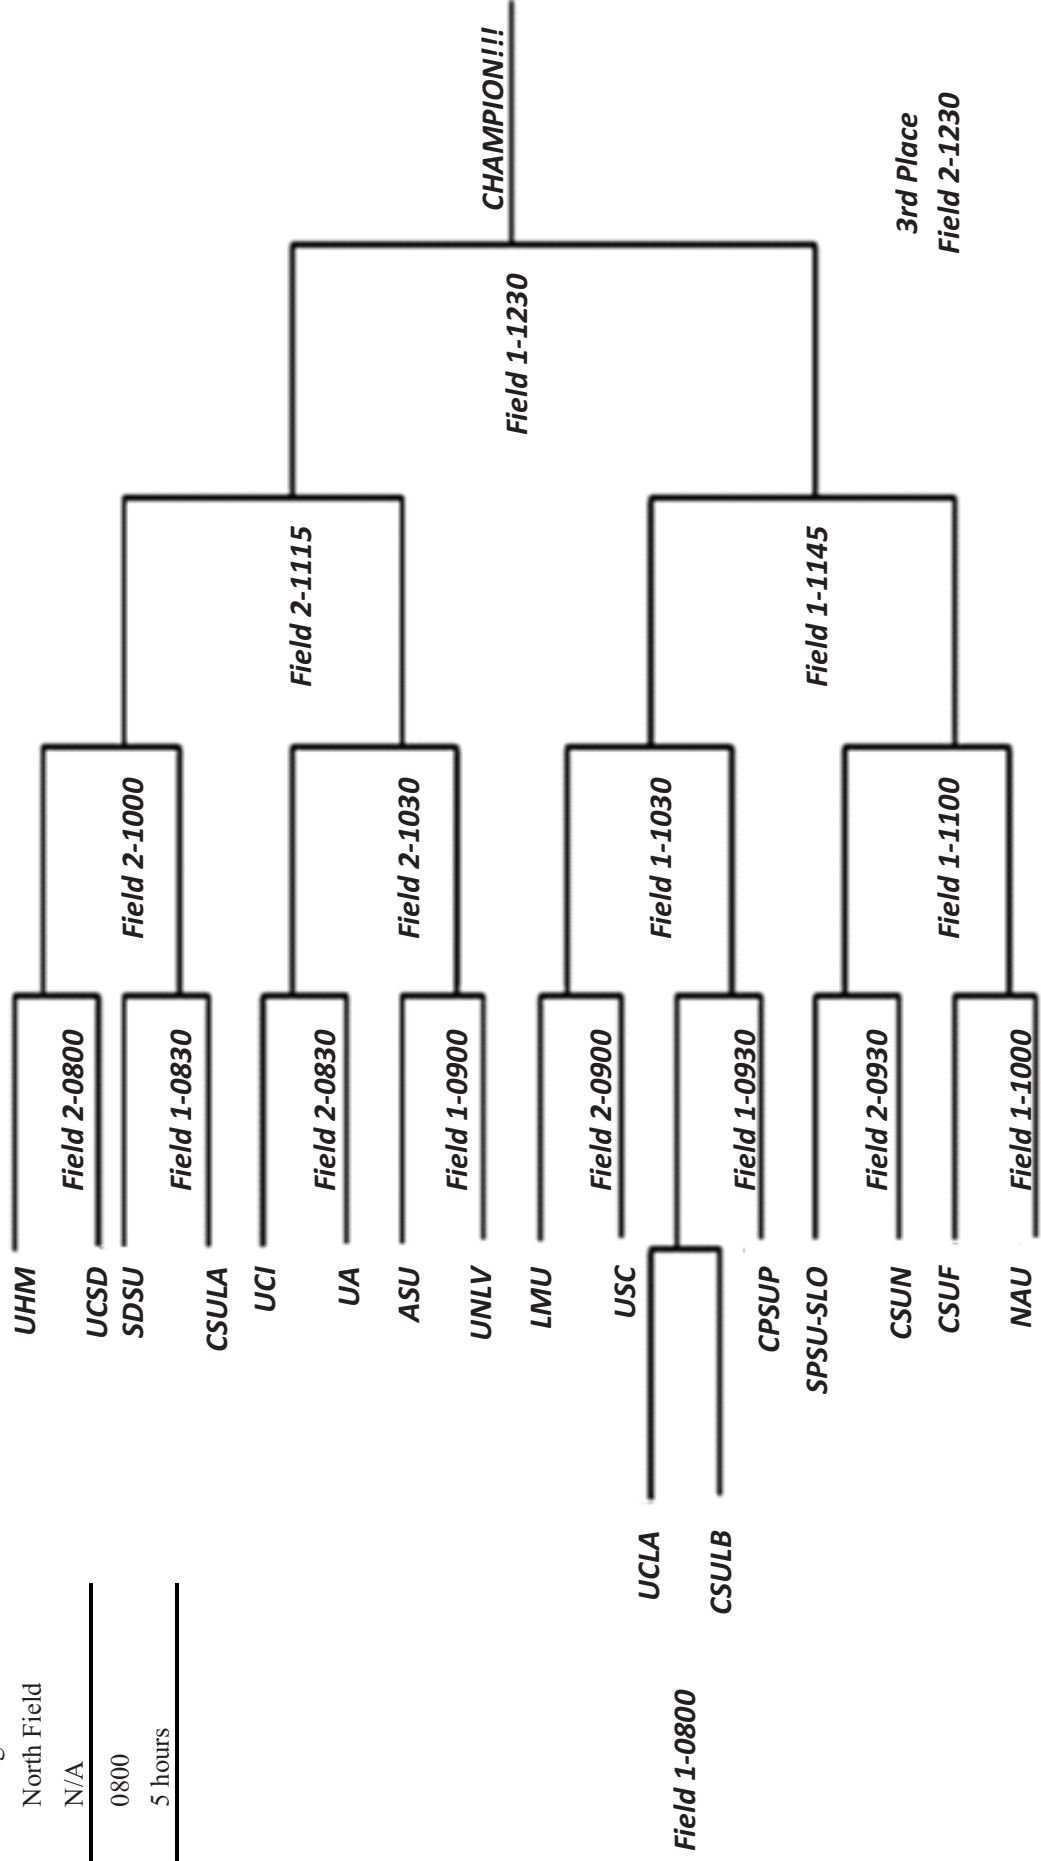 North Field
N/A
0800
5 hours
Field 1-0800
UCLA
CSULB
UHM
UCSD
SDSU
CSULA
UCI
UA
ASU
UNLV
LMU
USC
CPSUP
SPSU-SLO
CSUN
CSUF
NAU
Field 2-0800
Field 1-0830
Field 2-0830
Field 1-0900
Field 2-0900
Field 1-0930
Field 2-0930
Field 1-1000
Field 2-1000
Field 2-1030
Field 1-1030
Field 1-1100
Field 2-1115
Field 1-1145
Field 1-1230
CHAMPION!!!
3rd Place
Field 2-1230